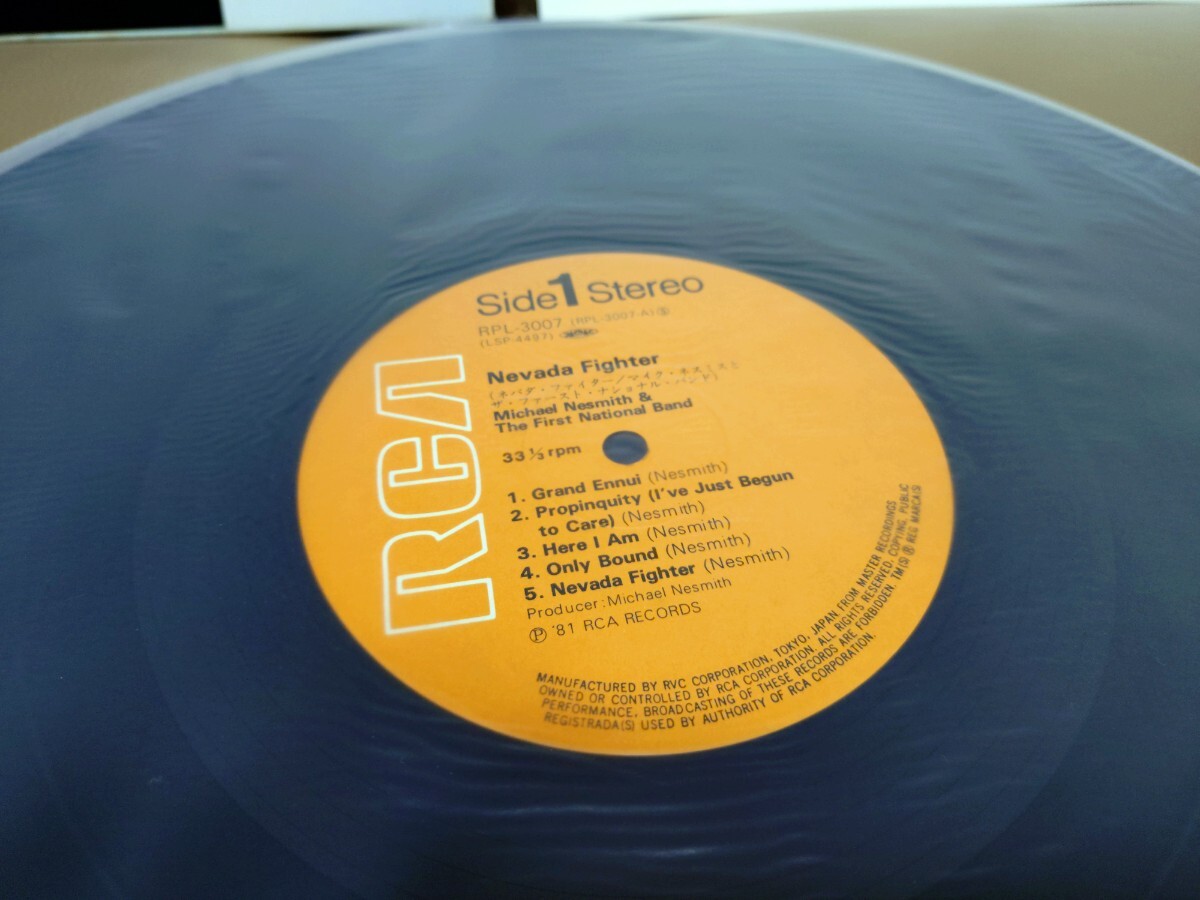 RCA
Side 1 Stereo
RPL-3007 (RPL-3007-A) Ⓢ
(LSP-4497)
Nevada Fighter
(ネバダ・ファイター/マイク・ネスミスと
ザ・ファースト・ナショナル・バンド)
Michael Nesmith &
The First National Band
33 1/3 rpm
1. Grand Ennui (Nesmith)
2. Propinquity (I've Just Begun
to Care) (Nesmith)
3. Here I Am (Nesmith)
4. Only Bound (Nesmith)
5. Nevada Fighter (Nesmith)
Producer: Michael Nesmith
Ⓟ '81 RCA RECORDS
MANUFACTURED BY RVC CORPORATION, TOKYO, JAPAN. FROM MASTER RECORDINGS
OWNED OR CONTROLLED BY RCA CORPORATION. ALL RIGHTS RESERVED. COPYING, PUBLIC
PERFORMANCE, BROADCASTING OF THESE RECORDS ARE FORBIDDEN. TM(S) ® REG MARCA(S)
REGISTRADA(S) USED BY AUTHORITY OF RCA CORPORATION.